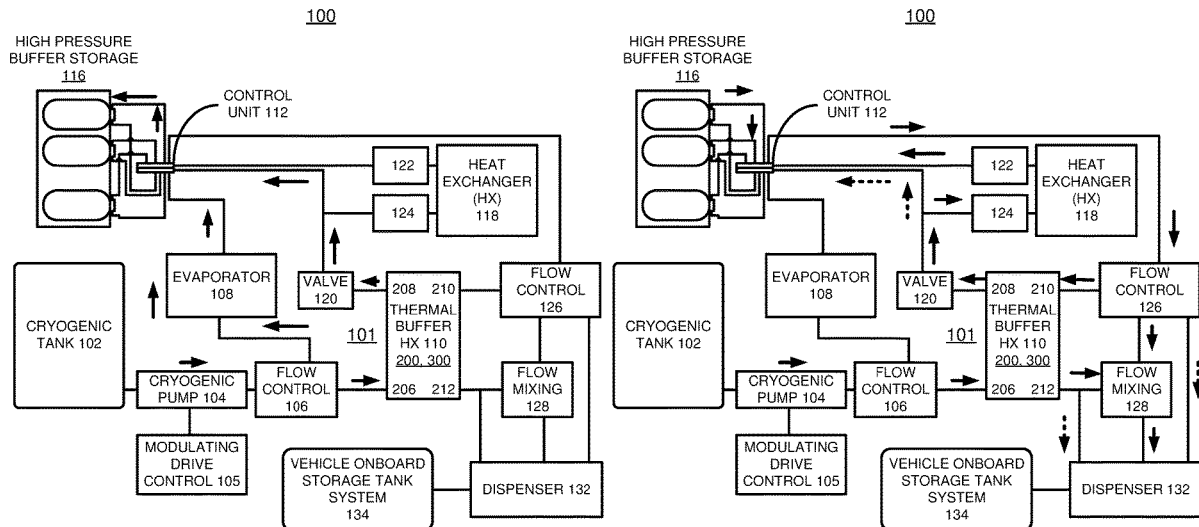 100
HIGH PRESSURE
BUFFER STORAGE
116
CONTROL
UNIT 112
122
HEAT
EXCHANGER
(HX)
118
124
EVAPORATOR
108
VALVE
120
208 210
THERMAL
BUFFER
HX 110
200, 300
206 212
FLOW
CONTROL
126
CRYOGENIC
TANK 102
101
CRYOGENIC
PUMP 104
FLOW
CONTROL
106
FLOW
MIXING
128
MODULATING
DRIVE
CONTROL 105
VEHICLE ONBOARD
STORAGE TANK
SYSTEM
134
DISPENSER 132
100
HIGH PRESSURE
BUFFER STORAGE
116
CONTROL
UNIT 112
122
HEAT
EXCHANGER
(HX)
118
124
EVAPORATOR
108
VALVE
120
208 210
THERMAL
BUFFER
HX 110
200, 300
206 212
FLOW
CONTROL
126
CRYOGENIC
TANK 102
101
CRYOGENIC
PUMP 104
FLOW
CONTROL
106
FLOW
MIXING
128
MODULATING
DRIVE
CONTROL 105
VEHICLE ONBOARD
STORAGE TANK
SYSTEM
134
DISPENSER 132